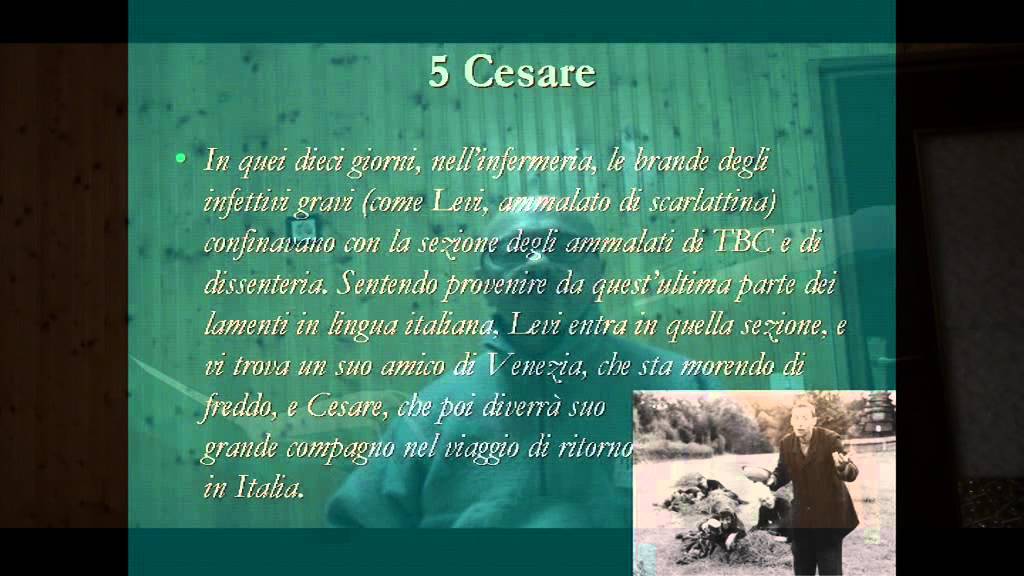 5 Cesare
• In quei dieci giorni, nell'infermeria, le brande degli
infettivi gravi (come Levi, ammalato di scarlattina)
confinavano con la sezione degli ammalati di TBC e di
dissenteria. Sentendo provenire da quest'ultima parte dei
lamenti in lingua italiana, Levi entra in quella sezione, e
vi trova un suo amico di Venezia, che sta morendo di
freddo, e Cesare, che poi diverrà suo
grande compagno nel viaggio di ritorno
in Italia.